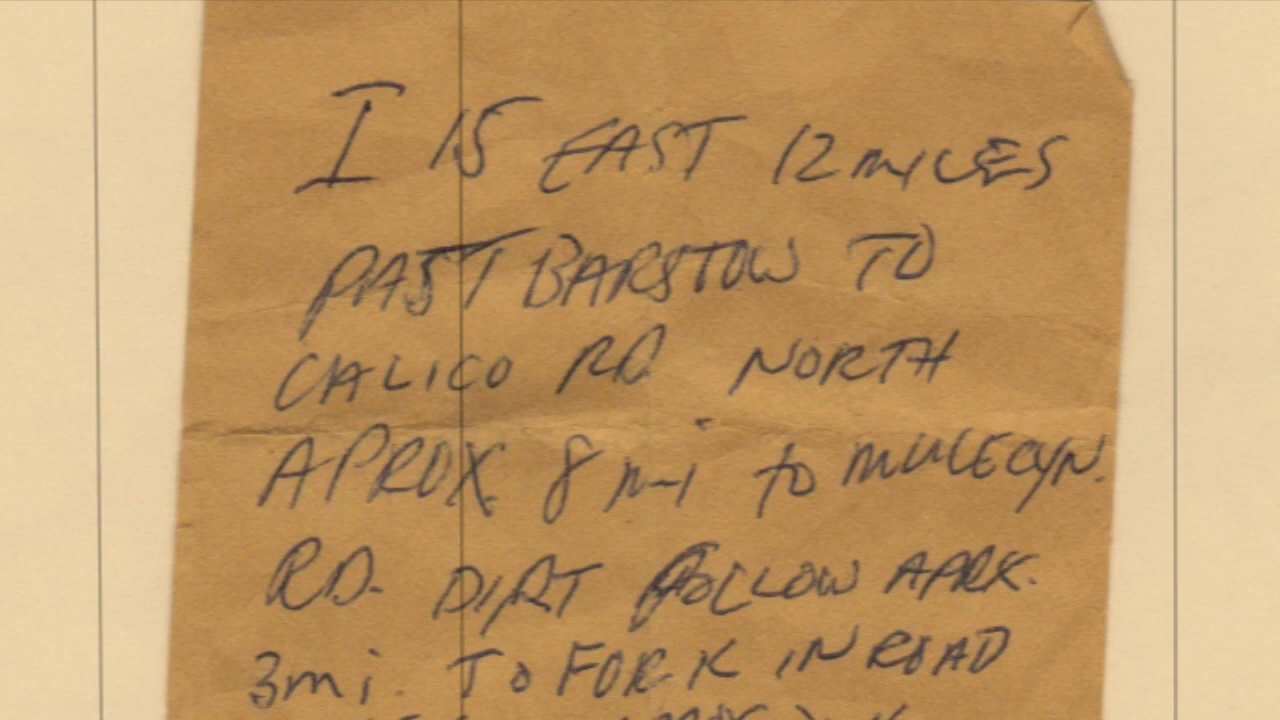 I 15 EAST 12 MILES
PAST BARSTOW TO
CALICO RD NORTH
APROX. 8 mi to MULE CYN.
RD. DIRT FOLLOW APRX.
3mi. TO FORK IN ROAD